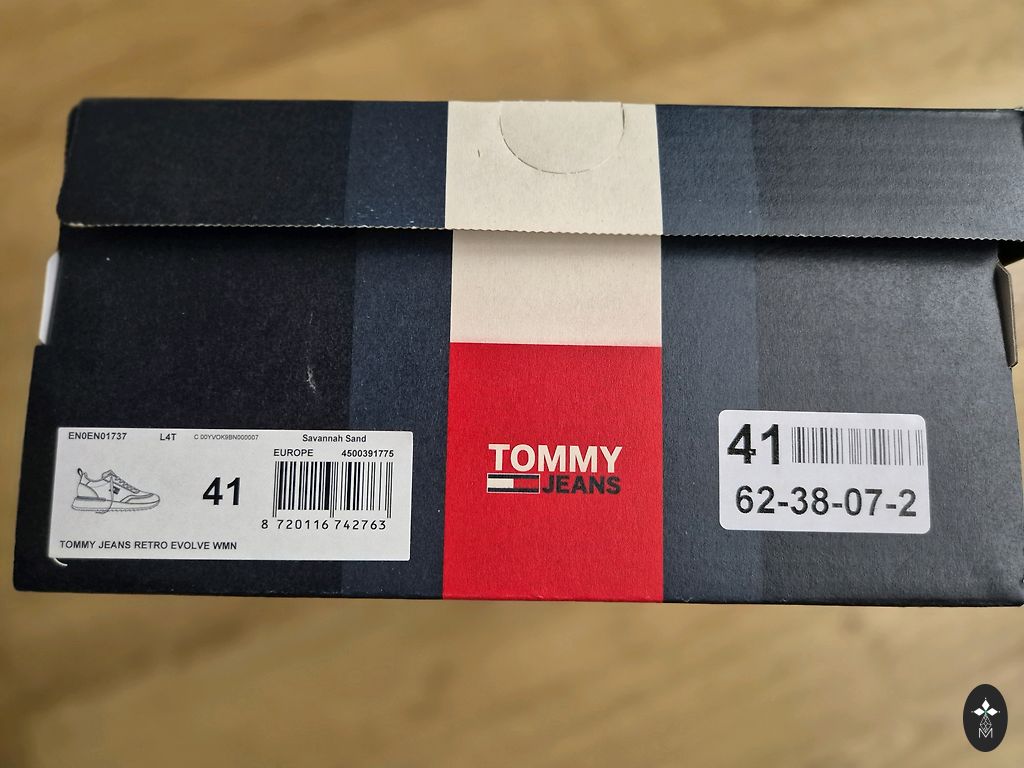 EN0EN01737 L4T C 00YVOK9BN000007 Savannah Sand
EUROPE 4500391775
41
8 720116 742763
TOMMY JEANS RETRO EVOLVE WMN
TOMMY
JEANS
41
62-38-07-2
M